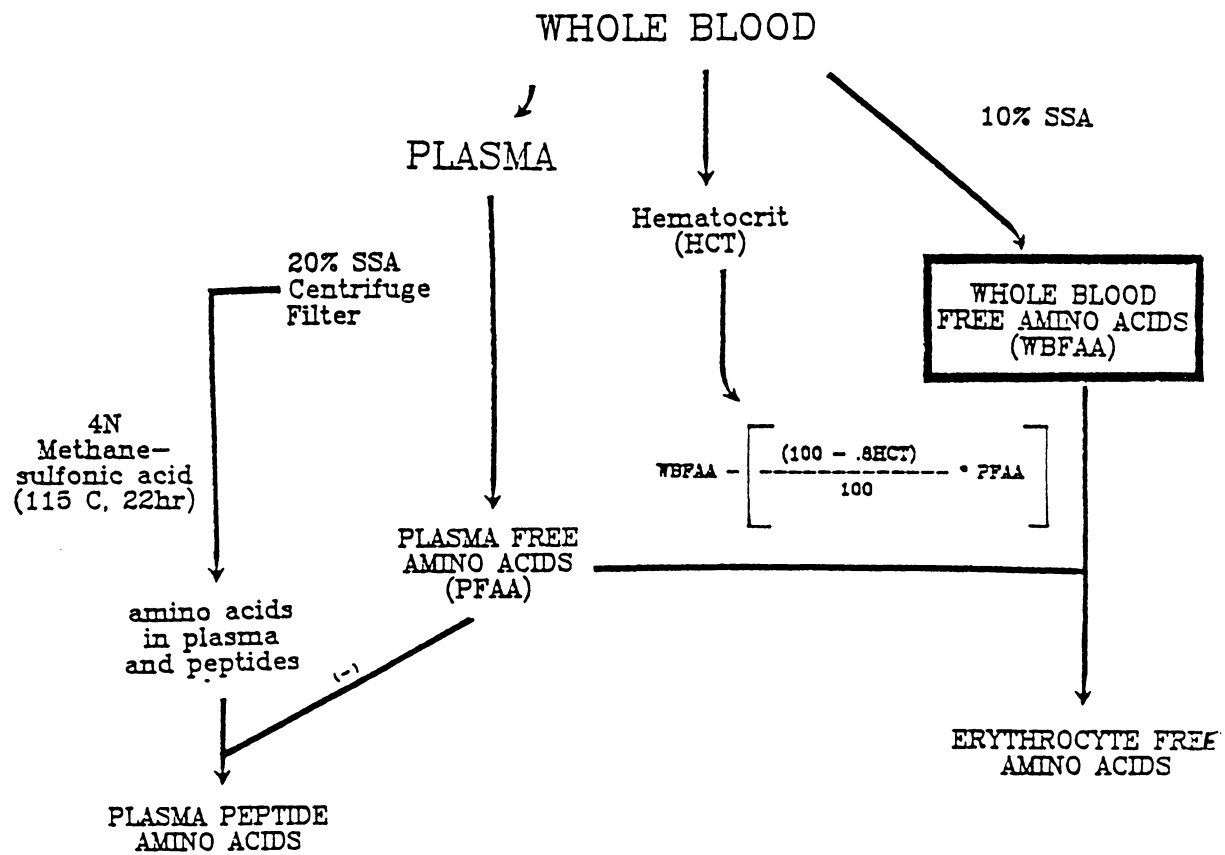 WHOLE BLOOD
10% SSA
PLASMA
Hematocrit
(HCT)
20% SSA
Centrifuge
Filter
WHOLE BLOOD
FREE AMINO ACIDS
(WBFAA)
4N
Methane-
sulfonic acid
(115 C, 22hr)
WBFAA - [ (100 - .8HCT)
---------------------- * PFAA ]
100
PLASMA FREE
AMINO ACIDS
(PFAA)
amino acids
in plasma
and peptides
(-)
ERYTHROCYTE FREE
AMINO ACIDS
PLASMA PEPTIDE
AMINO ACIDS